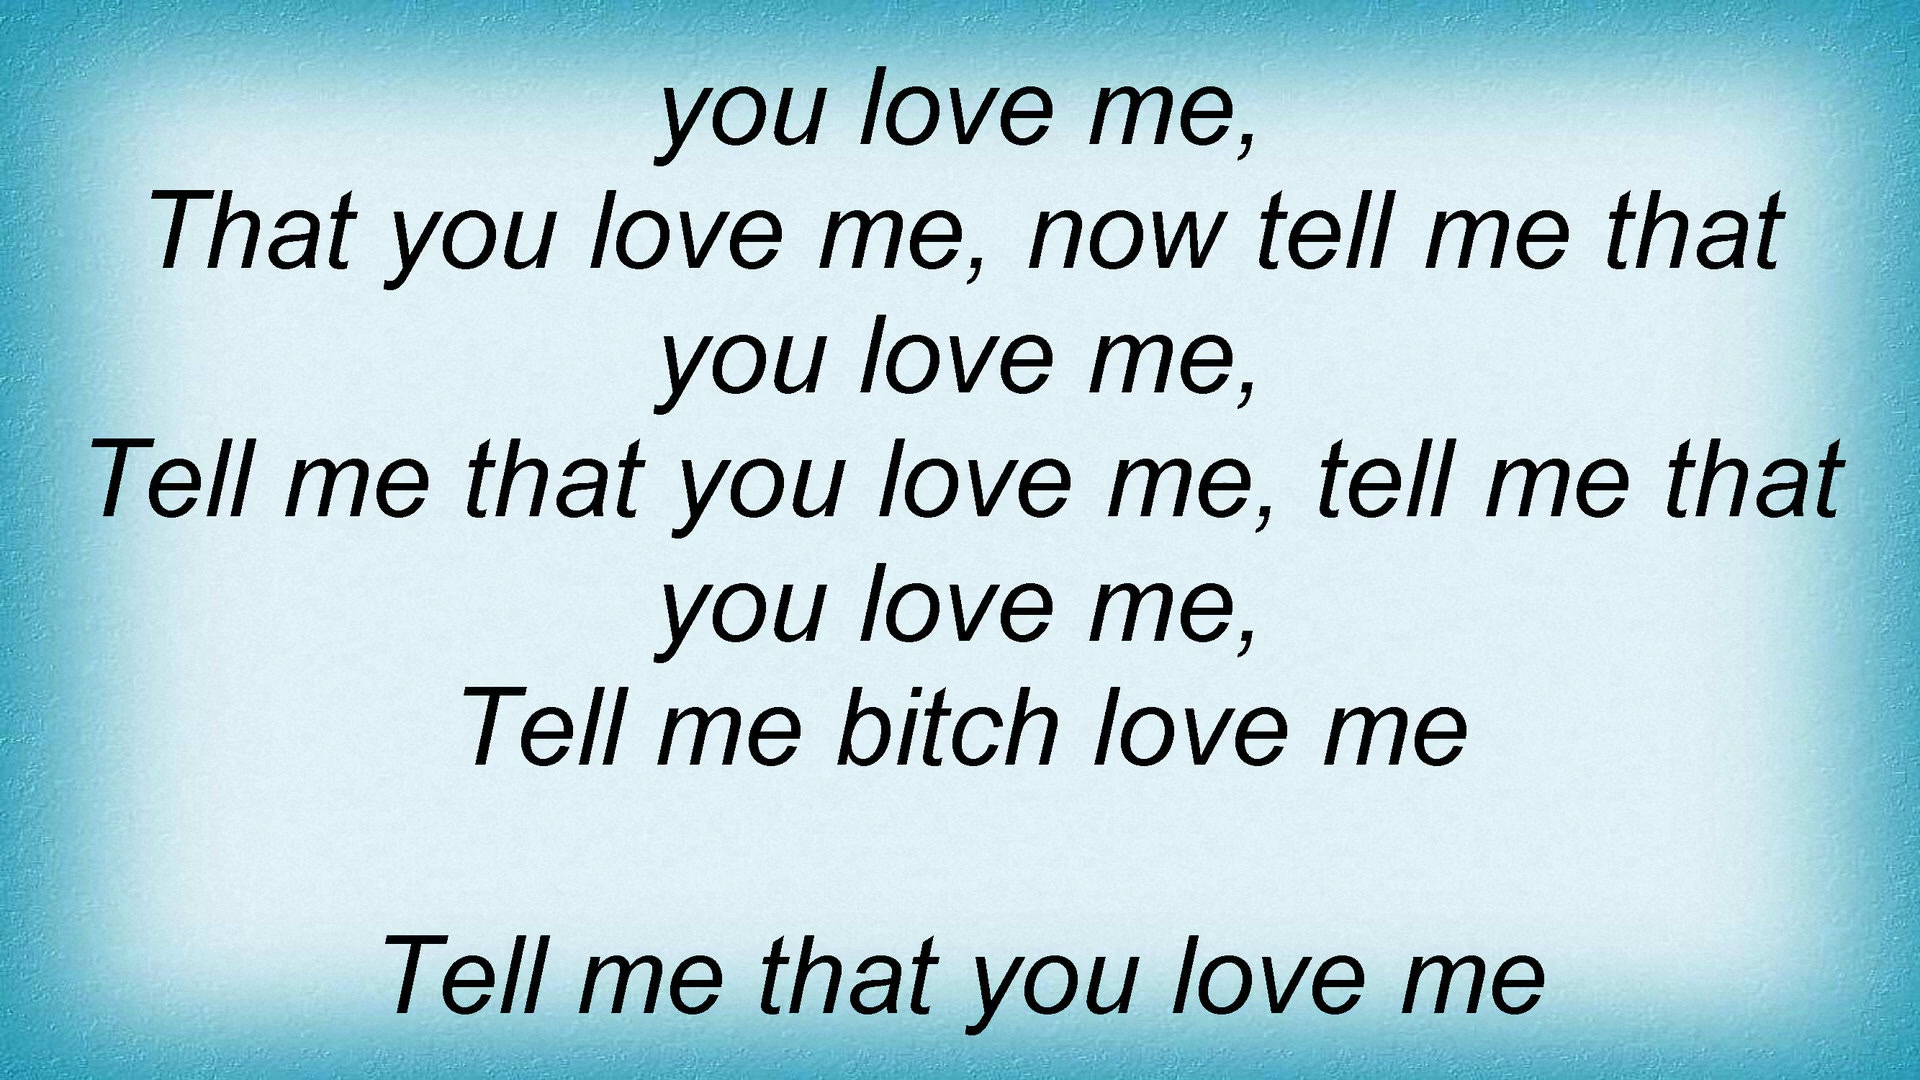 you love me,
That you love me, now tell me that
you love me,
Tell me that you love me, tell me that
you love me,
Tell me bitch love me
Tell me that you love me